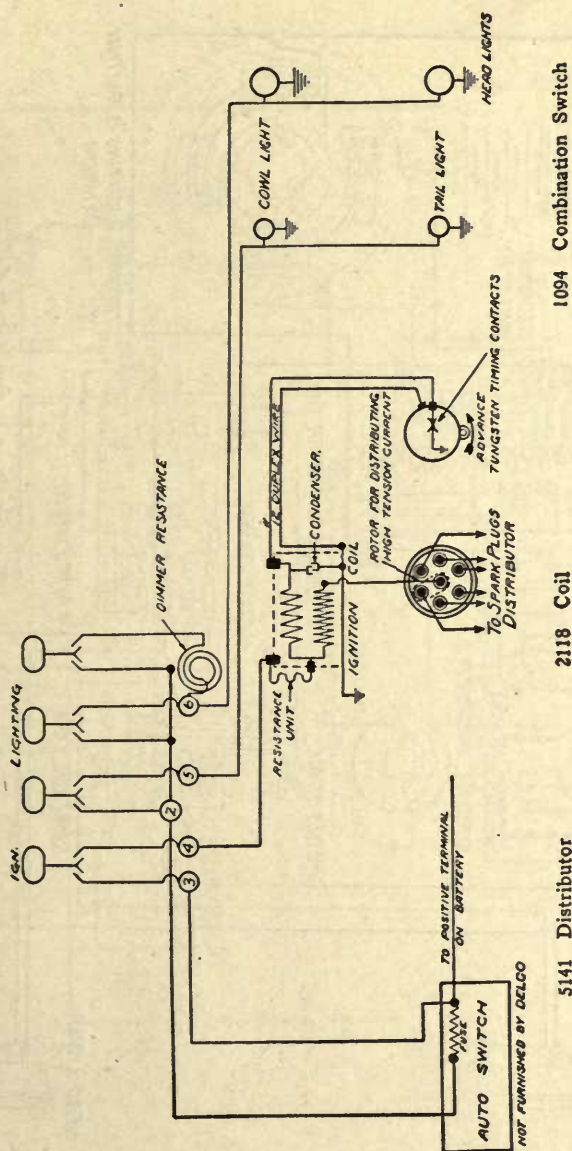 IGN.
LIGHTING
3
4
2
5
6
DIMMER RESISTANCE
COWL LIGHT
HEAD LIGHTS
TAIL LIGHT
#12 DUPLEX WIRE
CONDENSER.
RESISTANCE
UNIT
IGNITION COIL
ROTOR FOR DISTRIBUTING
HIGH TENSION CURRENT
ADVANCE
TUNGSTEN TIMING CONTACTS
TO SPARK PLUGS
DISTRIBUTOR
TO POSITIVE TERMINAL
ON BATTERY
FUSE
AUTO SWITCH
NOT FURNISHED BY DELCO
5141 Distributor
2118 Coil
1094 Combination Switch